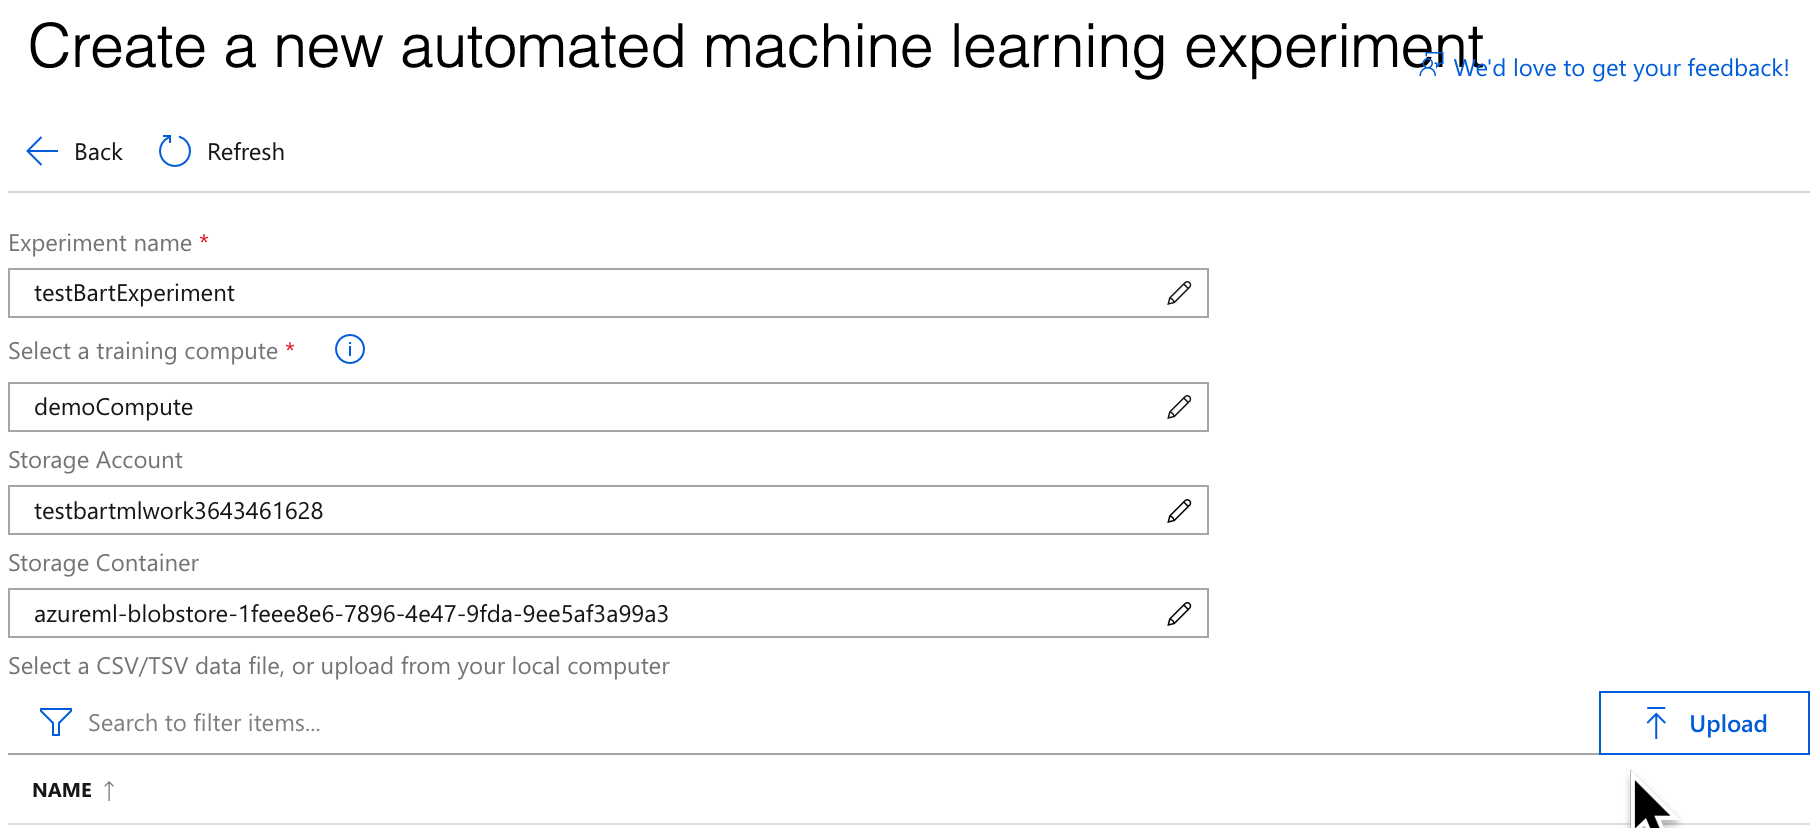 Create a new automated machine learning experiment
We'd love to get your feedback!
Back Refresh
Experiment name *
testBartExperiment
Select a training compute *
demoCompute
Storage Account
testbartmlwork3643461628
Storage Container
azureml-blobstore-1feee8e6-7896-4e47-9fda-9ee5af3a99a3
Select a CSV/TSV data file, or upload from your local computer
Search to filter items...
Upload
NAME ↑